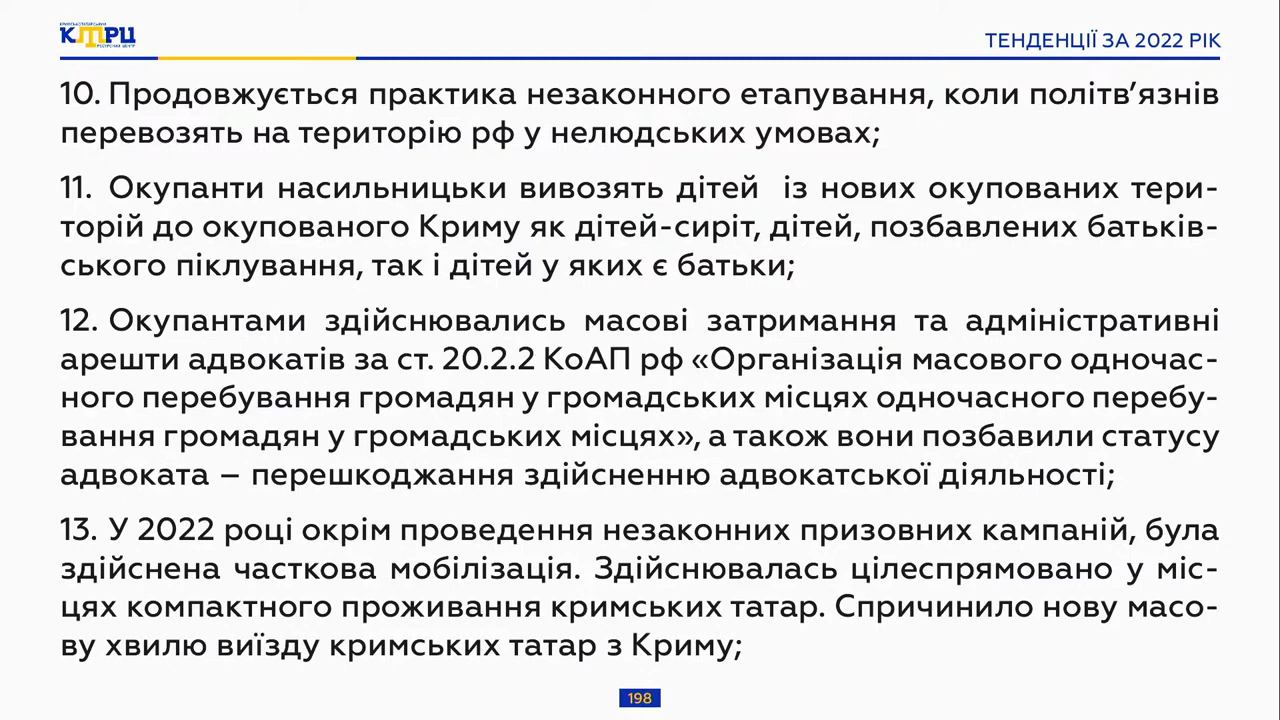 КРИМСЬКОТАТАРСЬКИЙ
КТРЦ
РЕСУРСНИЙ ЦЕНТР
ТЕНДЕНЦІЇ ЗА 2022 РІК
10. Продовжується практика незаконного етапування, коли політв’язнів
перевозять на територію рф у нелюдських умовах;
11. Окупанти насильницьки вивозять дітей із нових окупованих тери-
торій до окупованого Криму як дітей-сиріт, дітей, позбавлених батьків-
ського піклування, так і дітей у яких є батьки;
12. Окупантами здійснювались масові затримання та адміністративні
арешти адвокатів за ст. 20.2.2 КоАП рф «Організація масового одночас-
ного перебування громадян у громадських місцях одночасного перебу-
вання громадян у громадських місцях», а також вони позбавили статусу
адвоката – перешкоджання здійсненню адвокатської діяльності;
13. У 2022 році окрім проведення незаконних призовних кампаній, була
здійснена часткова мобілізація. Здійснювалась цілеспрямовано у міс-
цях компактного проживання кримських татар. Спричинило нову масо-
ву хвилю виїзду кримських татар з Криму;
198